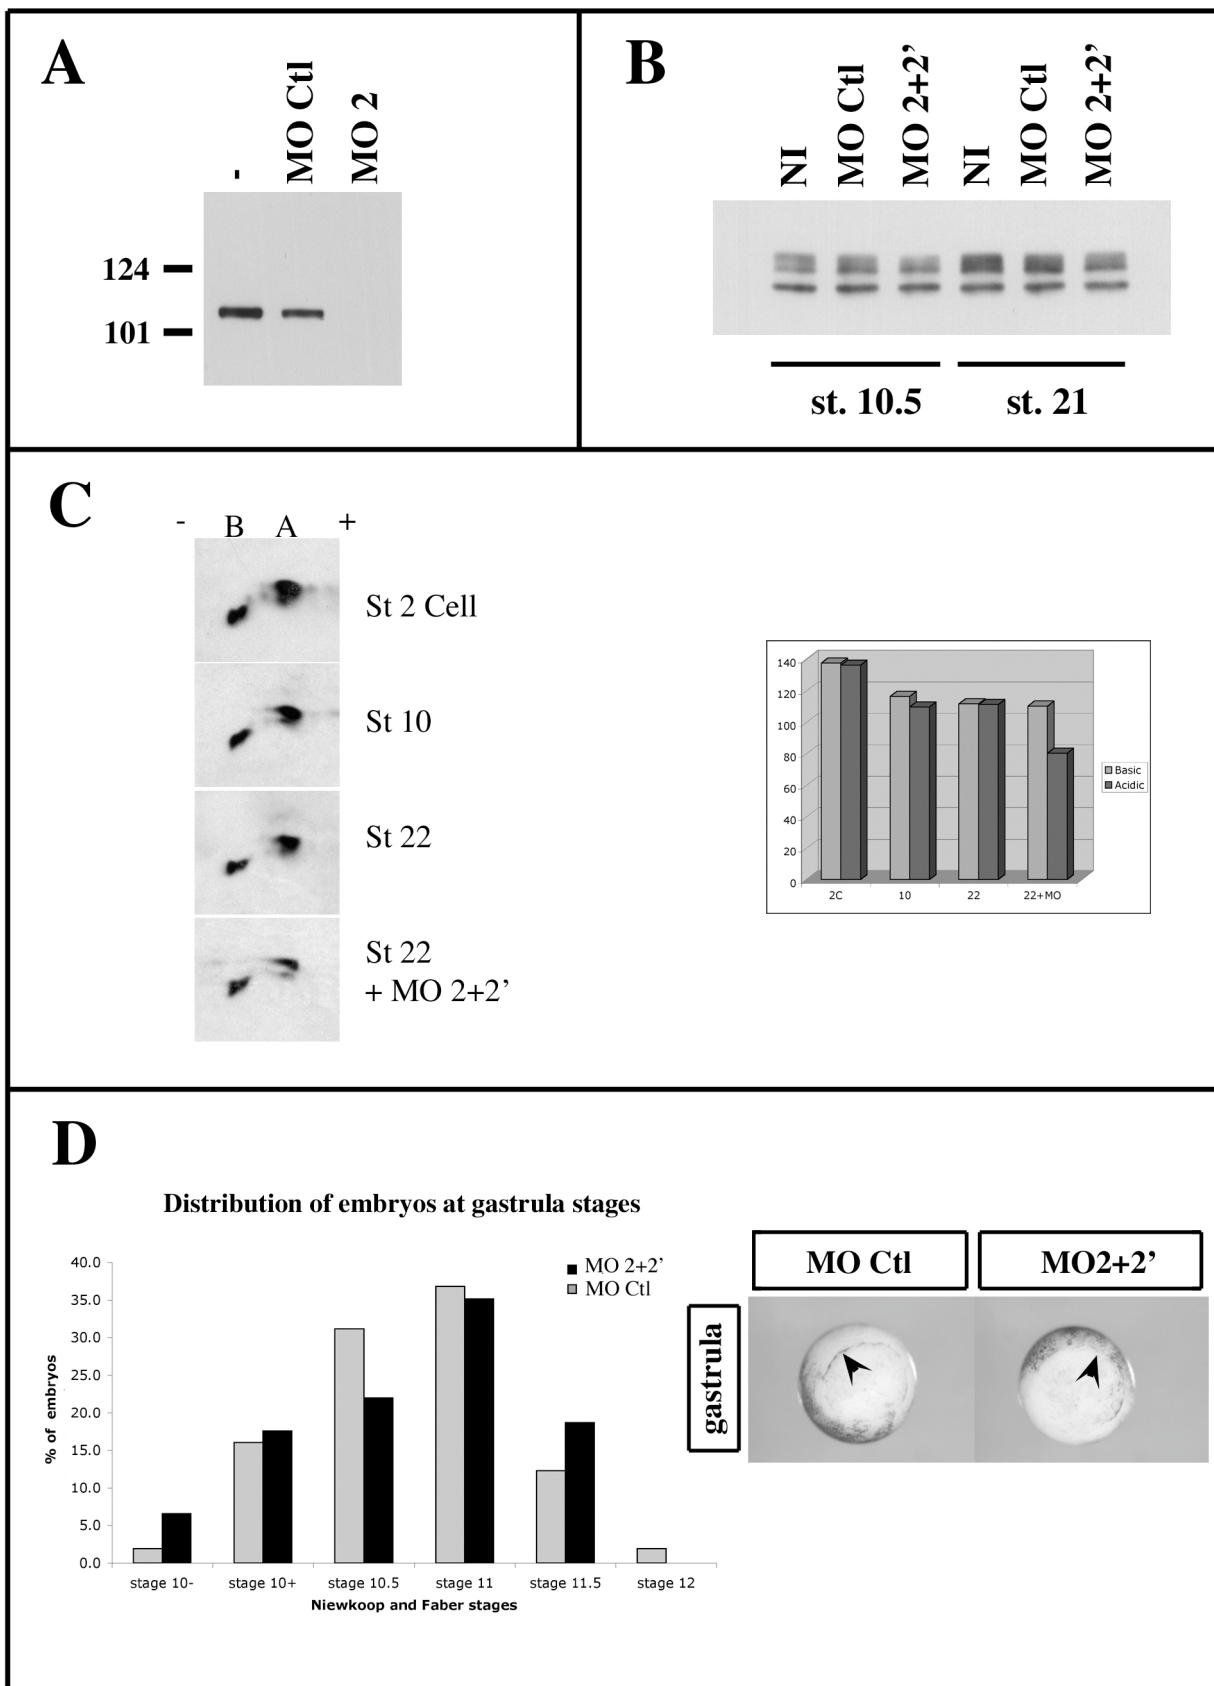 A
-
MO Ctl
MO 2
124
101
B
NI
MO Ctl
MO 2+2’
NI
MO Ctl
MO 2+2’
st. 10.5
st. 21
C
- B A +
St 2 Cell
St 10
St 22
St 22
+ MO 2+2’
140
120
100
80
60
40
20
0
2C 10 22 22+MO
Basic
Acidic
D
Distribution of embryos at gastrula stages
MO 2+2’
MO Ctl
% of embryos
40.0
35.0
30.0
25.0
20.0
15.0
10.0
5.0
0.0
stage 10- stage 10+ stage 10.5 stage 11 stage 11.5 stage 12
Niewkoop and Faber stages
MO Ctl
MO2+2’
gastrula